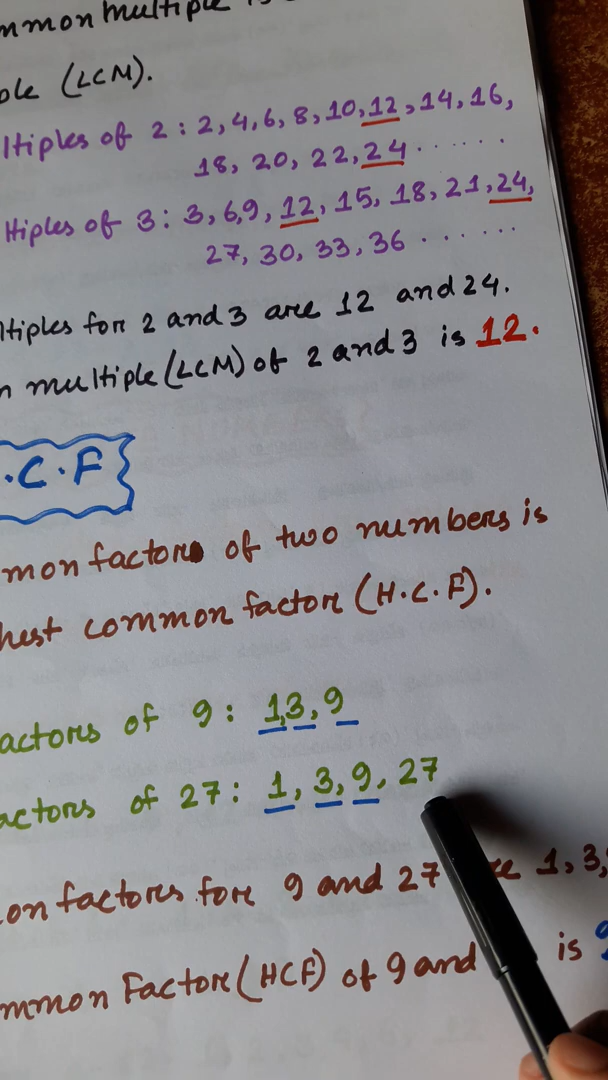 mmon multiple is
ple (LCM).
ltiples of 2 : 2, 4, 6, 8, 10, 12, 14, 16,
18, 20, 22, 24 . . . . . .
ltiples of 3 : 3, 6, 9, 12, 15, 18, 21, 24,
27, 30, 33, 36 . . . . . .
ltiples for 2 and 3 are 12 and 24.
n multiple (LCM) of 2 and 3 is 12.
.C.F
mon factors of two numbers is
hest common factor (H.C.F).
actors of 9 : 1, 3, 9
actors of 27 : 1, 3, 9, 27
on factors for 9 and 27 1, 3,
mmon Factor (HCF) of 9 and is 9